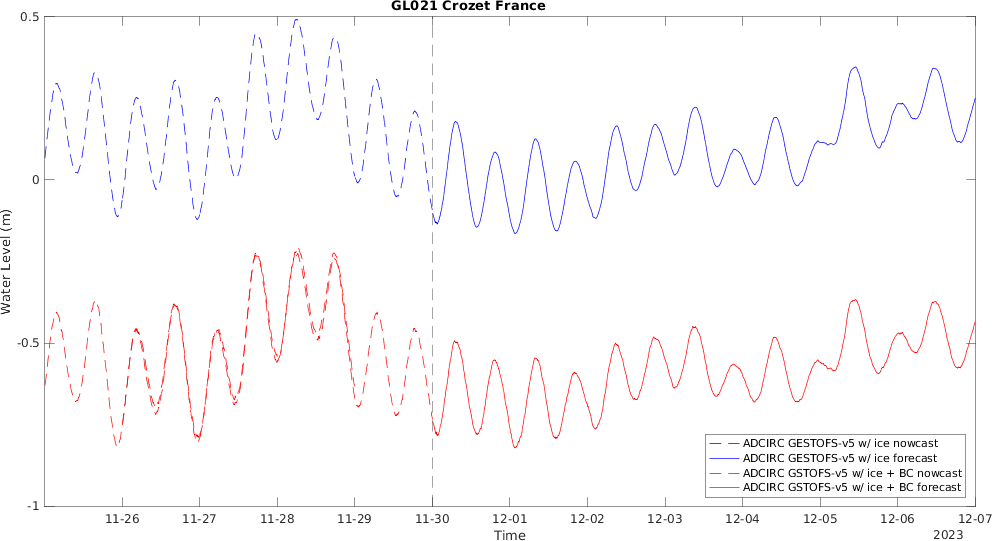 GL021 Crozet France
Water Level (m)
0.5
0
-0.5
-1
ADCIRC GESTOFS-v5 w/ ice nowcast
ADCIRC GESTOFS-v5 w/ ice forecast
ADCIRC GSTOFS-v5 w/ ice + BC nowcast
ADCIRC GSTOFS-v5 w/ ice + BC forecast
11-26 11-27 11-28 11-29 11-30 12-01 12-02 12-03 12-04 12-05 12-06 12-07
Time
2023